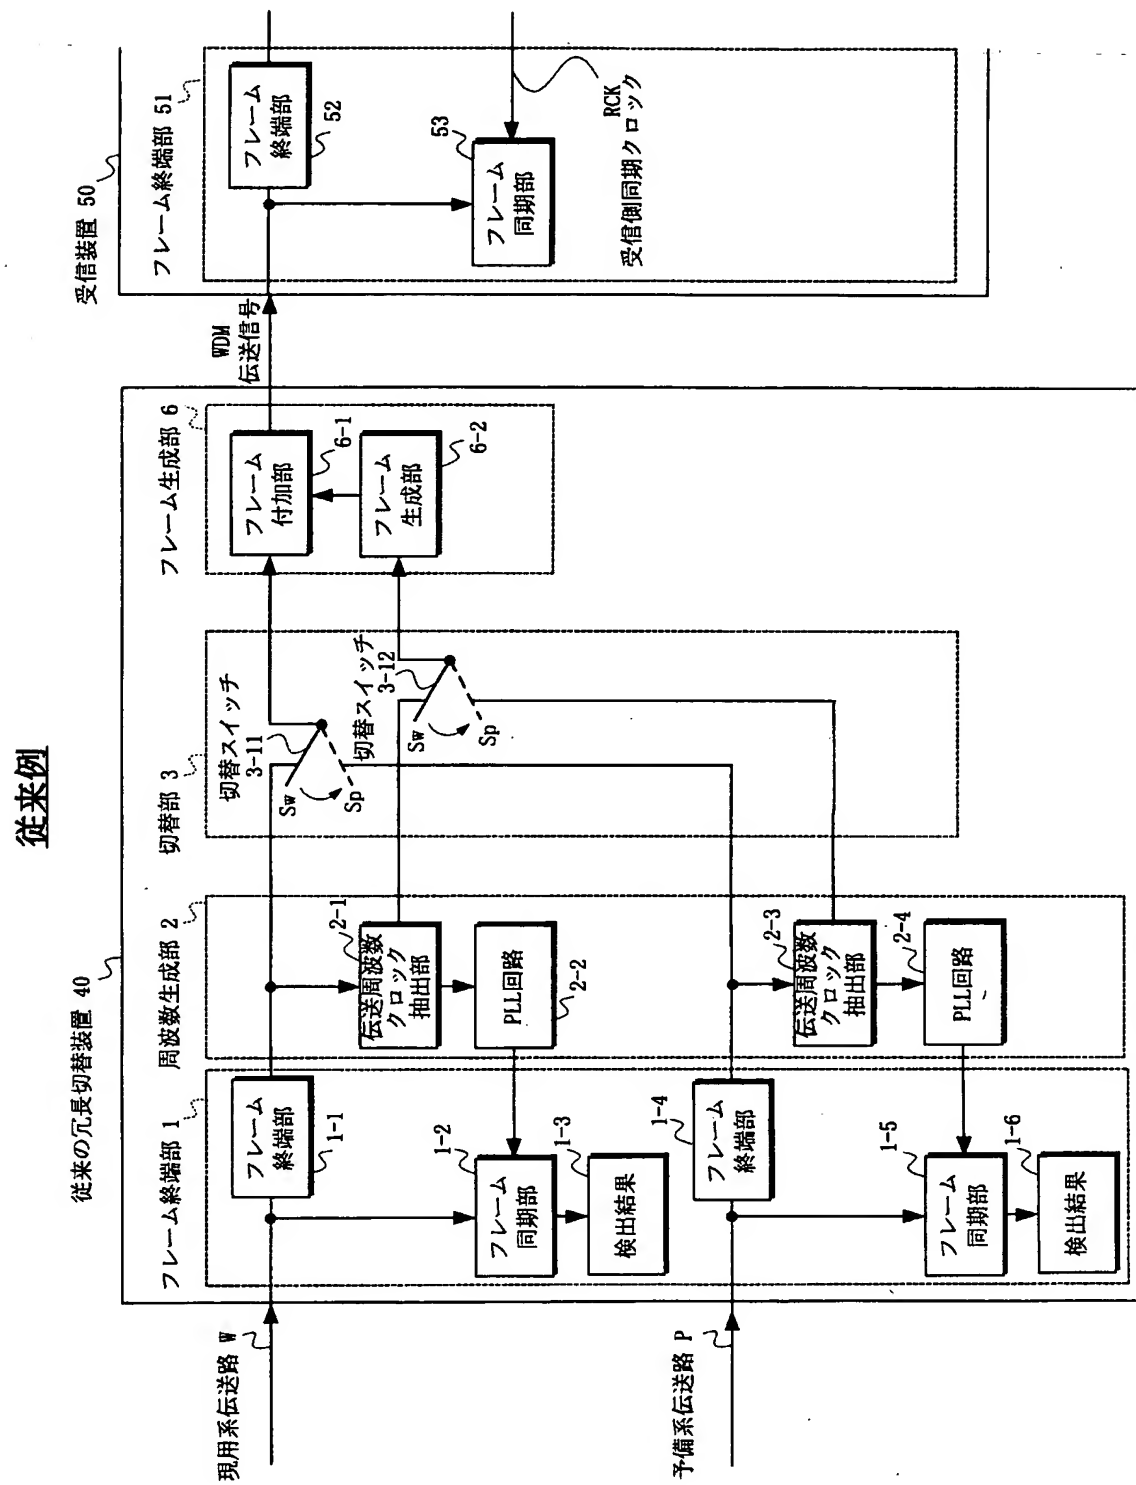 従来例
従来の冗長切替装置 40
フレーム終端部 1
周波数生成部 2
切替部 3
フレーム生成部 6
受信装置 50
フレーム終端部 51
現用系伝送路 W
フレーム
終端部
1-1
フレーム
同期部
1-2
検出結果
1-3
伝送周波数
クロック
抽出部
2-1
PLL回路
2-2
切替スイッチ
3-11
Sw
Sp
切替スイッチ
3-12
Sw
Sp
フレーム
付加部
6-1
フレーム
生成部
6-2
WDM
伝送信号
フレーム
終端部
52
フレーム
同期部
53
RCK
受信側同期クロック
予備系伝送路 P
フレーム
終端部
1-4
フレーム
同期部
1-5
検出結果
1-6
伝送周波数
クロック
抽出部
2-3
PLL回路
2-4